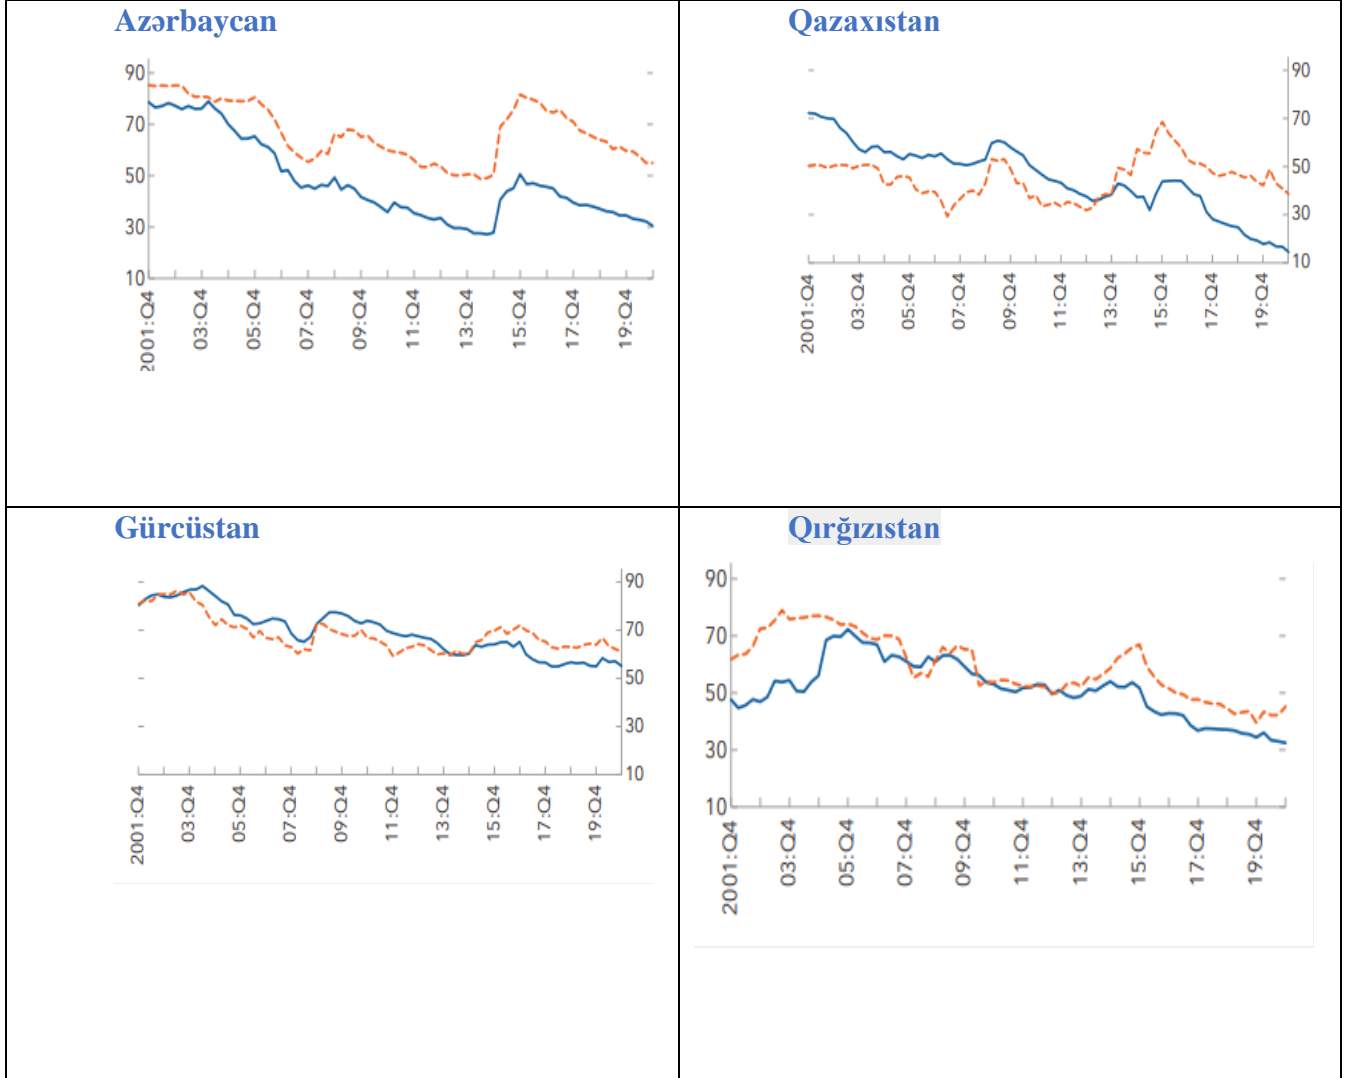 Azərbaycan
90
70
50
30
10
2001:Q4
03:Q4
05:Q4
07:Q4
09:Q4
11:Q4
13:Q4
15:Q4
17:Q4
19:Q4
Qazaxıstan
90
70
50
30
10
2001:Q4
03:Q4
05:Q4
07:Q4
09:Q4
11:Q4
13:Q4
15:Q4
17:Q4
19:Q4
Gürcüstan
90
70
50
30
10
2001:Q4
03:Q4
05:Q4
07:Q4
09:Q4
11:Q4
13:Q4
15:Q4
17:Q4
19:Q4
Qırğızıstan
90
70
50
30
10
2001:Q4
03:Q4
05:Q4
07:Q4
09:Q4
11:Q4
13:Q4
15:Q4
17:Q4
19:Q4